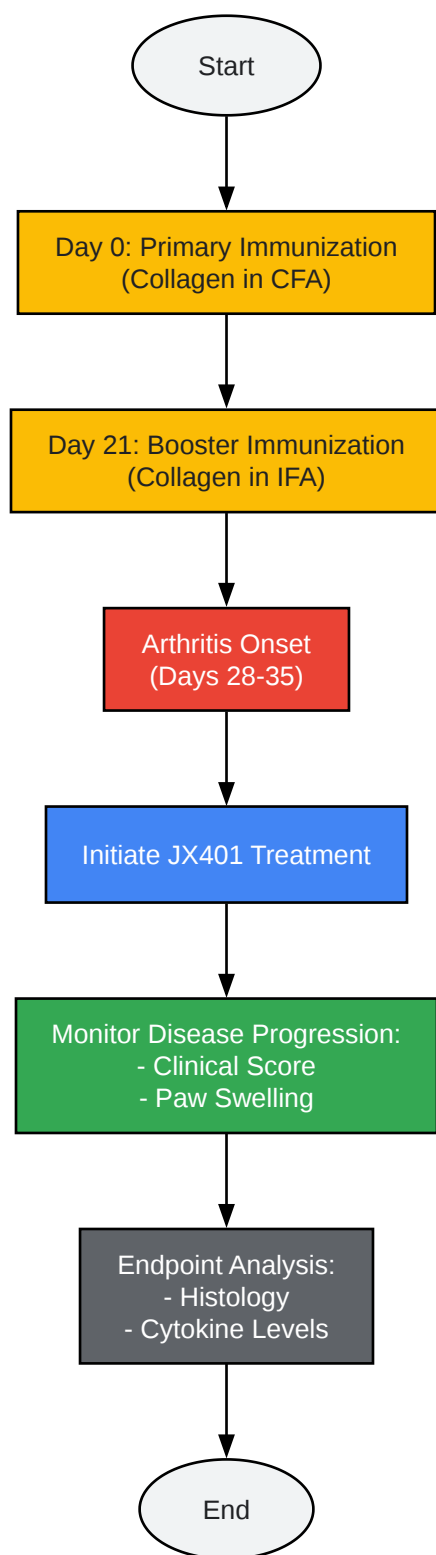 Start
Day 0: Primary Immunization
(Collagen in CFA)
Day 21: Booster Immunization
(Collagen in IFA)
Arthritis Onset
(Days 28-35)
Initiate JX401 Treatment
Monitor Disease Progression:
- Clinical Score
- Paw Swelling
Endpoint Analysis:
- Histology
- Cytokine Levels
End